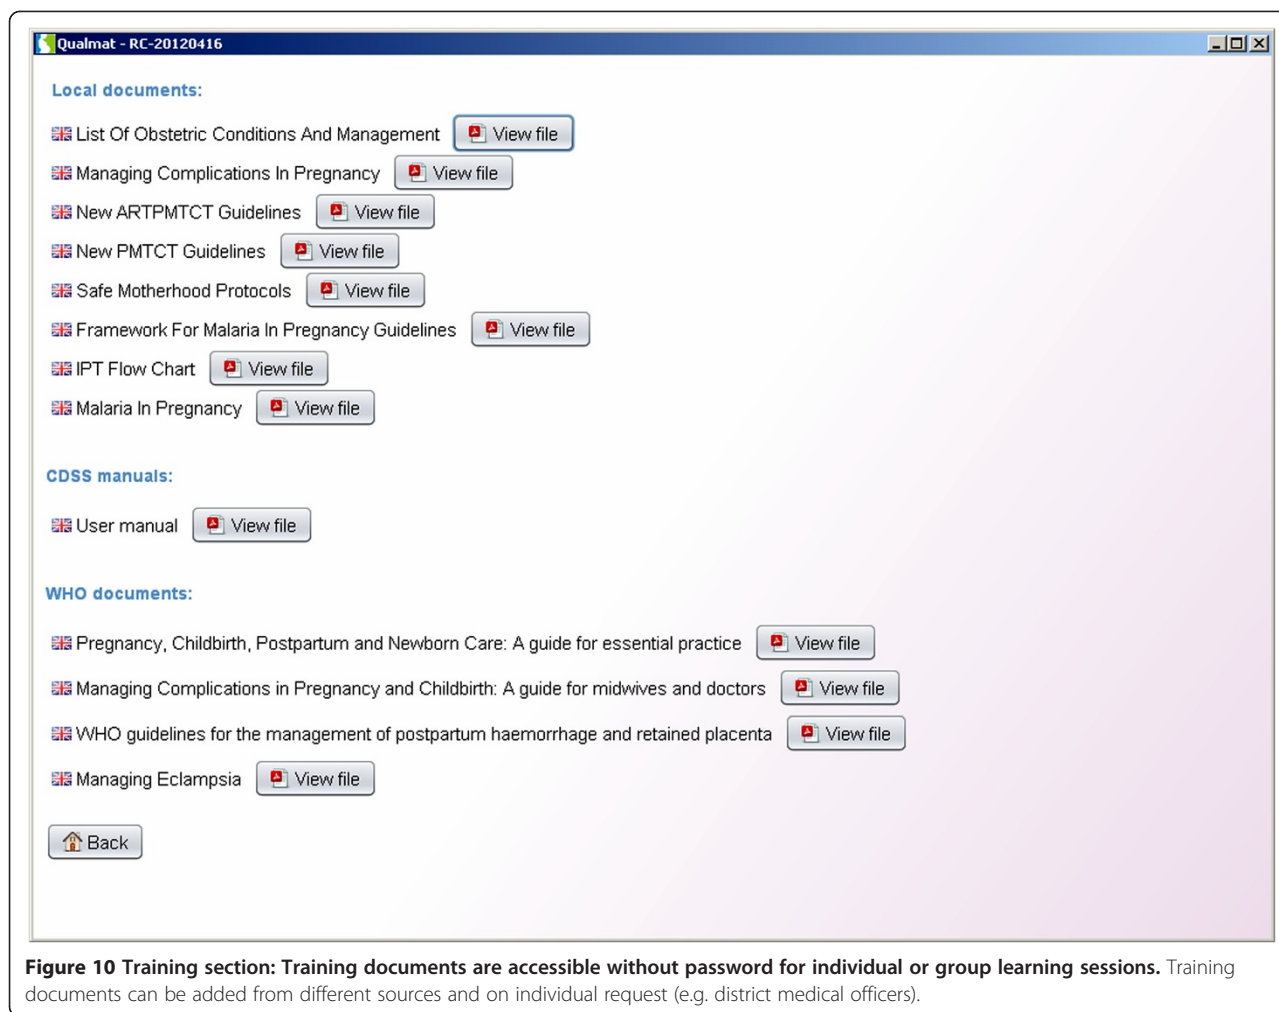 Qualmat - RC-20120416
Local documents:
List Of Obstetric Conditions And Management View file
Managing Complications In Pregnancy View file
New ARTPMTCT Guidelines View file
New PMTCT Guidelines View file
Safe Motherhood Protocols View file
Framework For Malaria In Pregnancy Guidelines View file
IPT Flow Chart View file
Malaria In Pregnancy View file
CDSS manuals:
User manual View file
WHO documents:
Pregnancy, Childbirth, Postpartum and Newborn Care: A guide for essential practice View file
Managing Complications in Pregnancy and Childbirth: A guide for midwives and doctors View file
WHO guidelines for the management of postpartum haemorrhage and retained placenta View file
Managing Eclampsia View file
Back
Figure 10 Training section: Training documents are accessible without password for individual or group learning sessions. Training
documents can be added from different sources and on individual request (e.g. district medical officers).